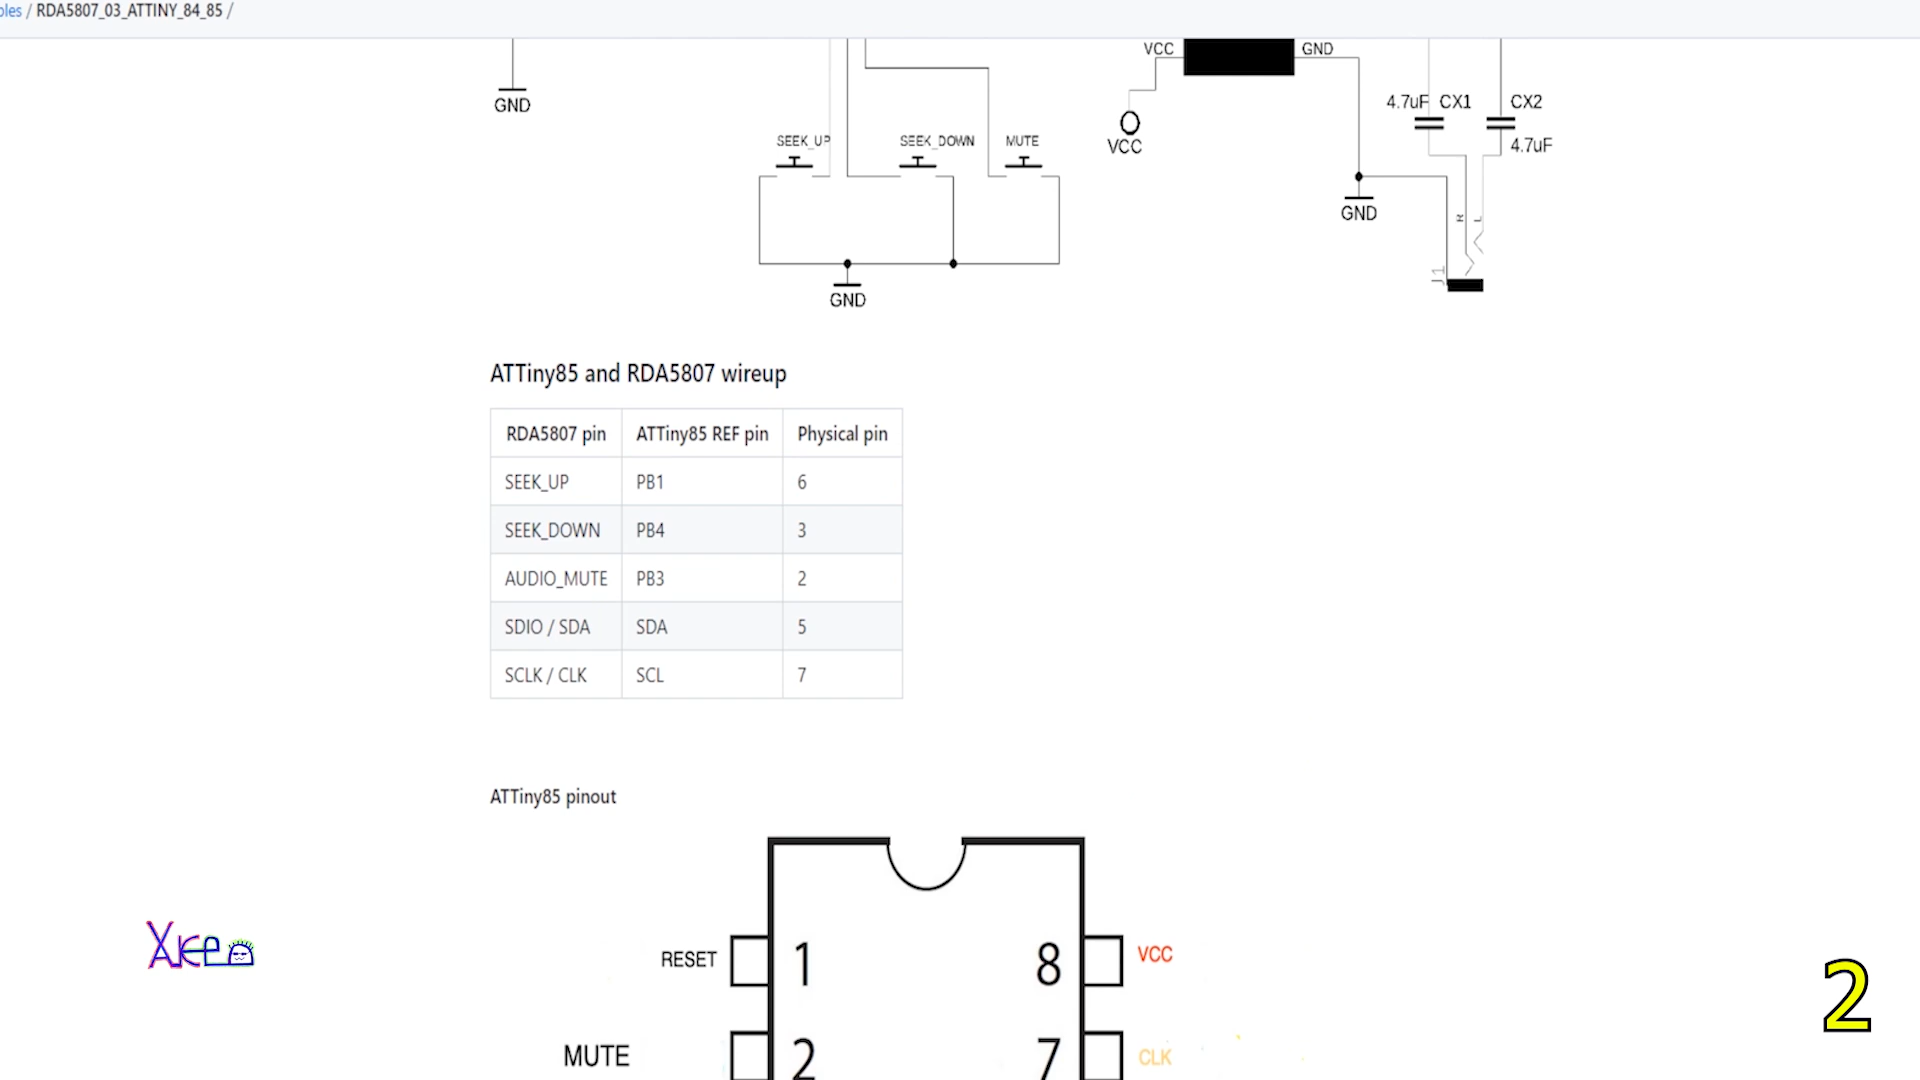 ples / RDA5807_03_ATTINY_84_85 /
VCC GND
GND
4.7uF CX1 CX2
SEEK_UP SEEK_DOWN MUTE
VCC
4.7uF
GND
R L
J1
GND
ATTiny85 and RDA5807 wireup
RDA5807 pin ATTiny85 REF pin Physical pin
SEEK_UP PB1 6
SEEK_DOWN PB4 3
AUDIO_MUTE PB3 2
SDIO / SDA SDA 5
SCLK / CLK SCL 7
ATTiny85 pinout
RESET 1 8 VCC
MUTE 2 7 CLK
2